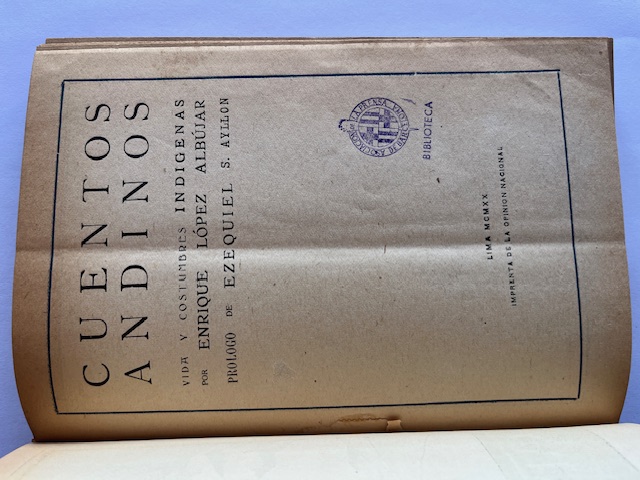 CUENTOS
ANDINOS
VIDA Y COSTUMBRES INDIGENAS
POR ENRIQUE LÓPEZ ALBÚJAR
PROLOGO DE EZEQUIEL S. AYLLON
BIBLIOTECA
LIMA MCMXX
IMPRENTA DE LA OPINION NACIONAL